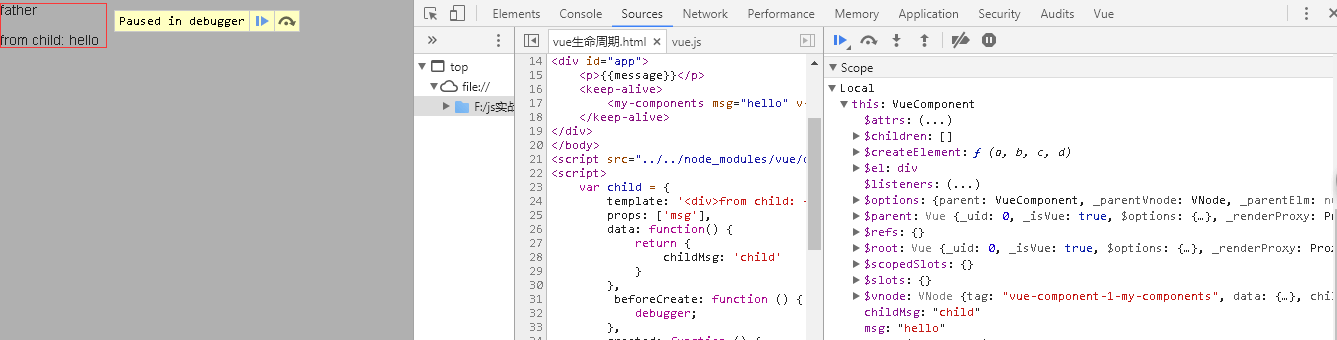 father
from child: hello
Paused in debugger
Elements Console Sources Network Performance Memory Application Security Audits Vue
»
top
file://
F:/js实战
vue生命周期.html × vue.js
14 <div id="app">
15 <p>{{message}}</p>
16 <keep-alive>
17 <my-components msg="hello" v-
18 </keep-alive>
19 </div>
20 </body>
21 <script src="../../node_modules/vue/
22 <script>
23 var child = {
24 template: '<div>from child:
25 props: ['msg'],
26 data: function() {
27 return {
28 childMsg: 'child'
29 }
30 },
31 beforeCreate: function () {
32 debugger;
33 },
34 created: function () {
Scope
Local
this: VueComponent
$attrs: (...)
$children: []
$createElement: ƒ (a, b, c, d)
$el: div
$listeners: (...)
$options: {parent: VueComponent, _parentVnode: VNode, _parentElm: nu
$parent: Vue {_uid: 0, _isVue: true, $options: {…}, _renderProxy: Pr
$refs: {}
$root: Vue {_uid: 0, _isVue: true, $options: {…}, _renderProxy: Prox
$scopedSlots: {}
$slots: {}
$vnode: VNode {tag: "vue-component-1-my-components", data: {…}, chil
childMsg: "child"
msg: "hello"